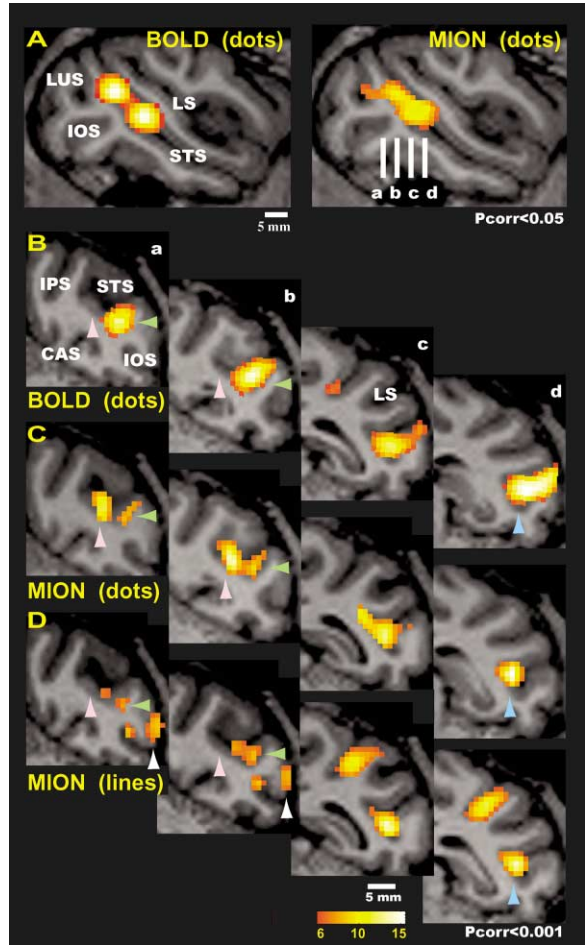 A
BOLD (dots)
MION (dots)
LUS
LS
IOS
STS
a b c d
5 mm
Pcorr<0.05
B
a
IPS STS
b
CAS IOS
c
LS
d
BOLD (dots)
C
MION (dots)
D
MION (lines)
5 mm
6 10 15
Pcorr<0.001